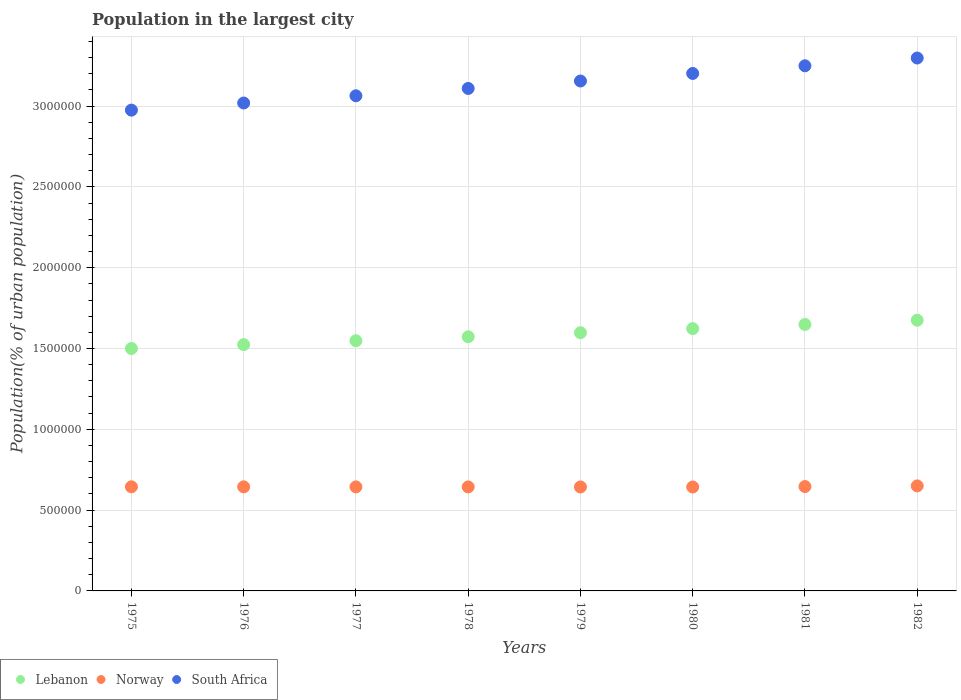 Population in the largest city
Population(% of urban population)
3000000
2500000
2000000
1500000
1000000
500000
0
1975
1976
1977
1978
1979
1980
1981
1982
Years
Lebanon
Norway
South Africa